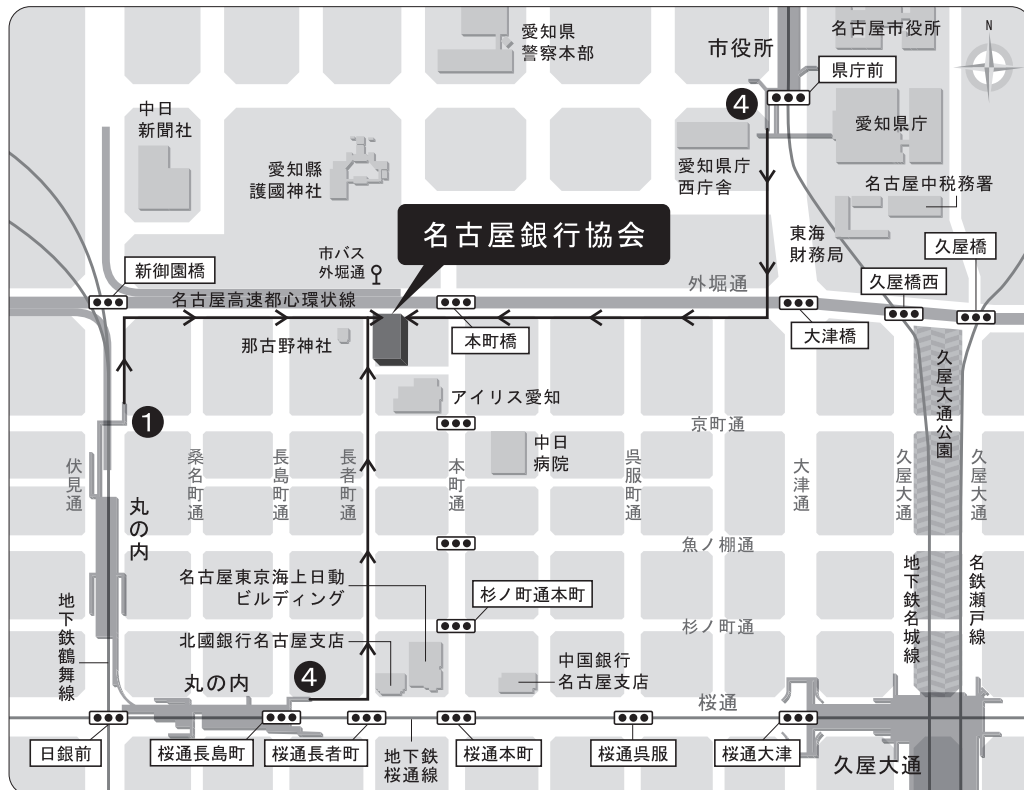 愛知県
警察本部
市役所
名古屋市役所
N
県庁前
4
中日
新聞社
愛知県庁
愛知縣
護國神社
愛知県庁
西庁舎
名古屋中税務署
名古屋銀行協会
東海
財務局
久屋橋
市バス
外堀通
新御園橋
外堀通
久屋橋西
名古屋高速都心環状線
本町橋
大津橋
那古野神社
久屋大通公園
アイリス愛知
1
京町通
中日
病院
伏見通
桑名町通
長島町通
長者町通
本町通
呉服町通
大津通
久屋大通
久屋大通
丸の内
魚ノ棚通
地下鉄名城線
名鉄瀬戸線
名古屋東京海上日動
ビルディング
杉ノ町通本町
地下鉄鶴舞線
杉ノ町通
北國銀行名古屋支店
中国銀行
名古屋支店
丸の内
4
桜通
日銀前
桜通長島町
桜通長者町
地下鉄
桜通線
桜通本町
桜通呉服
桜通大津
久屋大通